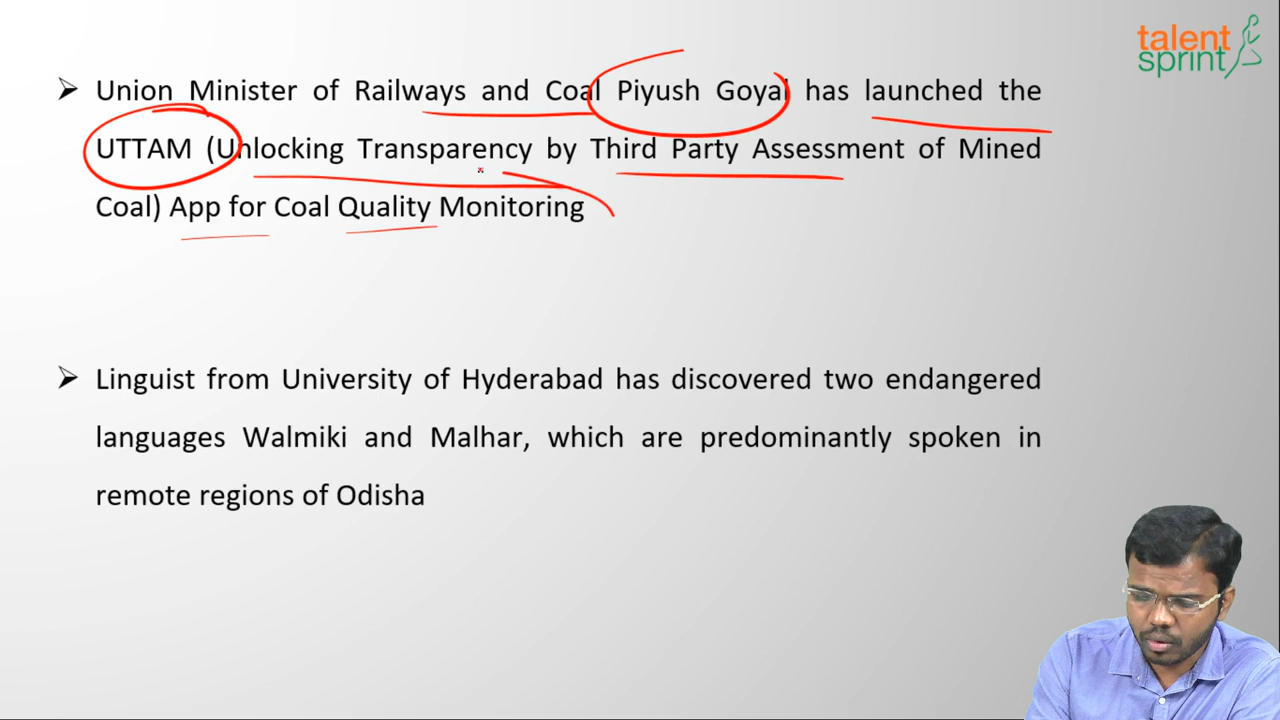 talent
sprint
➢ Union Minister of Railways and Coal Piyush Goyal has launched the
UTTAM (Unlocking Transparency by Third Party Assessment of Mined
Coal) App for Coal Quality Monitoring
➢ Linguist from University of Hyderabad has discovered two endangered
languages Walmiki and Malhar, which are predominantly spoken in
remote regions of Odisha